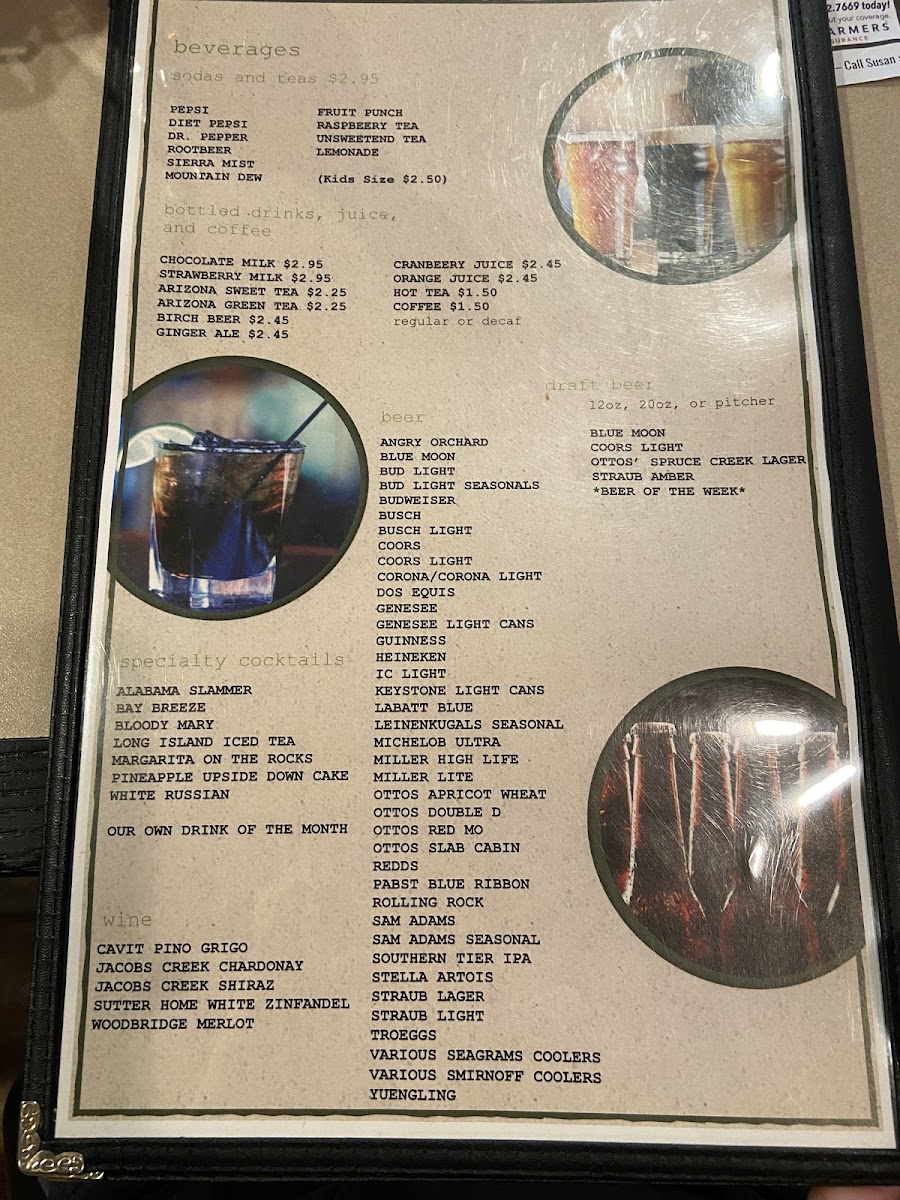 2.7669 today!
ut your coverage.
ARMERS
SURANCE
– Call Susan
beverages
sodas and teas $2.95
PEPSI
DIET PEPSI
DR. PEPPER
ROOTBEER
SIERRA MIST
MOUNTAIN DEW
FRUIT PUNCH
RASPBEERY TEA
UNSWEETEND TEA
LEMONADE
(Kids Size $2.50)
bottled drinks, juice,
and coffee
CHOCOLATE MILK $2.95
STRAWBERRY MILK $2.95
ARIZONA SWEET TEA $2.25
ARIZONA GREEN TEA $2.25
BIRCH BEER $2.45
GINGER ALE $2.45
CRANBEERY JUICE $2.45
ORANGE JUICE $2.45
HOT TEA $1.50
COFFEE $1.50
regular or decaf
draft beer
12oz, 20oz, or pitcher
BLUE MOON
COORS LIGHT
OTTOS' SPRUCE CREEK LAGER
STRAUB AMBER
*BEER OF THE WEEK*
beer
ANGRY ORCHARD
BLUE MOON
BUD LIGHT
BUD LIGHT SEASONALS
BUDWEISER
BUSCH
BUSCH LIGHT
COORS
COORS LIGHT
CORONA/CORONA LIGHT
DOS EQUIS
GENESEE
GENESEE LIGHT CANS
GUINNESS
HEINEKEN
IC LIGHT
KEYSTONE LIGHT CANS
LABATT BLUE
LEINENKUGALS SEASONAL
MICHELOB ULTRA
MILLER HIGH LIFE
MILLER LITE
OTTOS APRICOT WHEAT
OTTOS DOUBLE D
OTTOS RED MO
OTTOS SLAB CABIN
REDDS
PABST BLUE RIBBON
ROLLING ROCK
SAM ADAMS
SAM ADAMS SEASONAL
SOUTHERN TIER IPA
STELLA ARTOIS
STRAUB LAGER
STRAUB LIGHT
TROEGGS
VARIOUS SEAGRAMS COOLERS
VARIOUS SMIRNOFF COOLERS
YUENGLING
specialty cocktails
ALABAMA SLAMMER
BAY BREEZE
BLOODY MARY
LONG ISLAND ICED TEA
MARGARITA ON THE ROCKS
PINEAPPLE UPSIDE DOWN CAKE
WHITE RUSSIAN
OUR OWN DRINK OF THE MONTH
wine
CAVIT PINO GRIGO
JACOBS CREEK CHARDONAY
JACOBS CREEK SHIRAZ
SUTTER HOME WHITE ZINFANDEL
WOODBRIDGE MERLOT